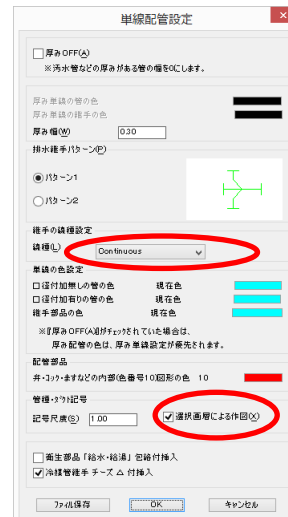 単線配管設定
×
厚みOFF(A)
※汚水管などの厚みがある管の幅を0にします。
厚み単線の管の色
厚み単線の継手の色
厚み幅(W) 0.30
排水継手パターン(P)
パターン1
パターン2
継手の線種設定
線種(L) Continuous
単線の色設定
口径付加無しの管の色 現在色
口径付加有りの管の色 現在色
継手部品の色 現在色
※『厚みOFF(A)』がチェックされていた場合は、
厚み配管の色は、厚み単線設定が優先されます。
配管部品
弁・コック・ますなどの内部(色番号10)図形の色 10
管種・ダクト記号
記号尺度(S) 1.00 選択画層による作図(X)
衛生部品「給水・給湯」包絡付挿入
冷媒管継手 チーズ △ 付挿入
ファイル保存 OK キャンセル